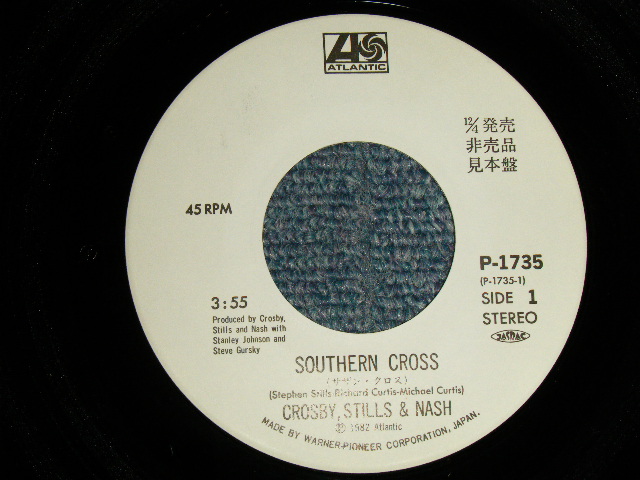 ATLANTIC
12/4 発売
非売品
見本盤
45 RPM
P-1735
(P-1735-1)
SIDE 1
STEREO
JASRAC
3:55
Produced by Crosby,
Stills and Nash with
Stanley Johnson and
Steve Gursky
SOUTHERN CROSS
(サザン・クロス)
(Stephen Stills-Richard Curtis-Michael Curtis)
CROSBY, STILLS & NASH
Ⓟ 1982 Atlantic
MADE BY WARNER-PIONEER CORPORATION, JAPAN.